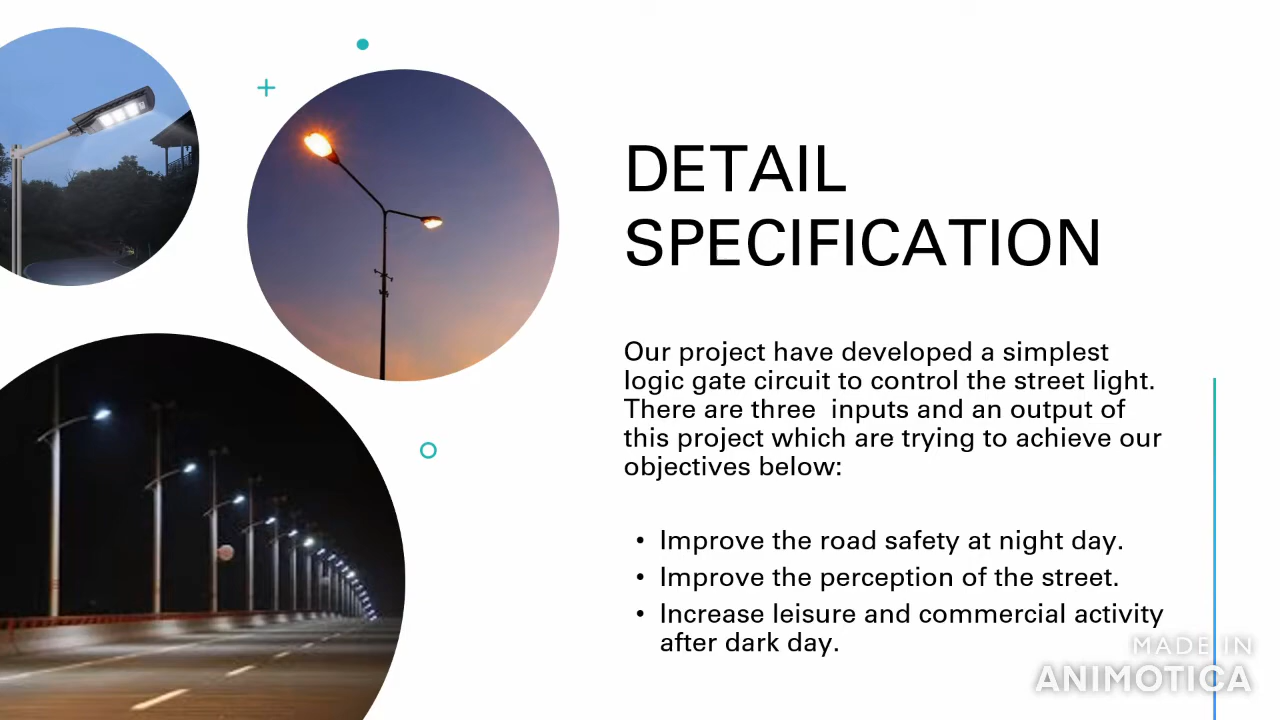 DETAIL
SPECIFICATION
Our project have developed a simplest
logic gate circuit to control the street light.
There are three  inputs and an output of
this project which are trying to achieve our
objectives below:
• Improve the road safety at night day.
• Improve the perception of the street.
• Increase leisure and commercial activity
after dark day.
MADE IN
ANIMOTICA